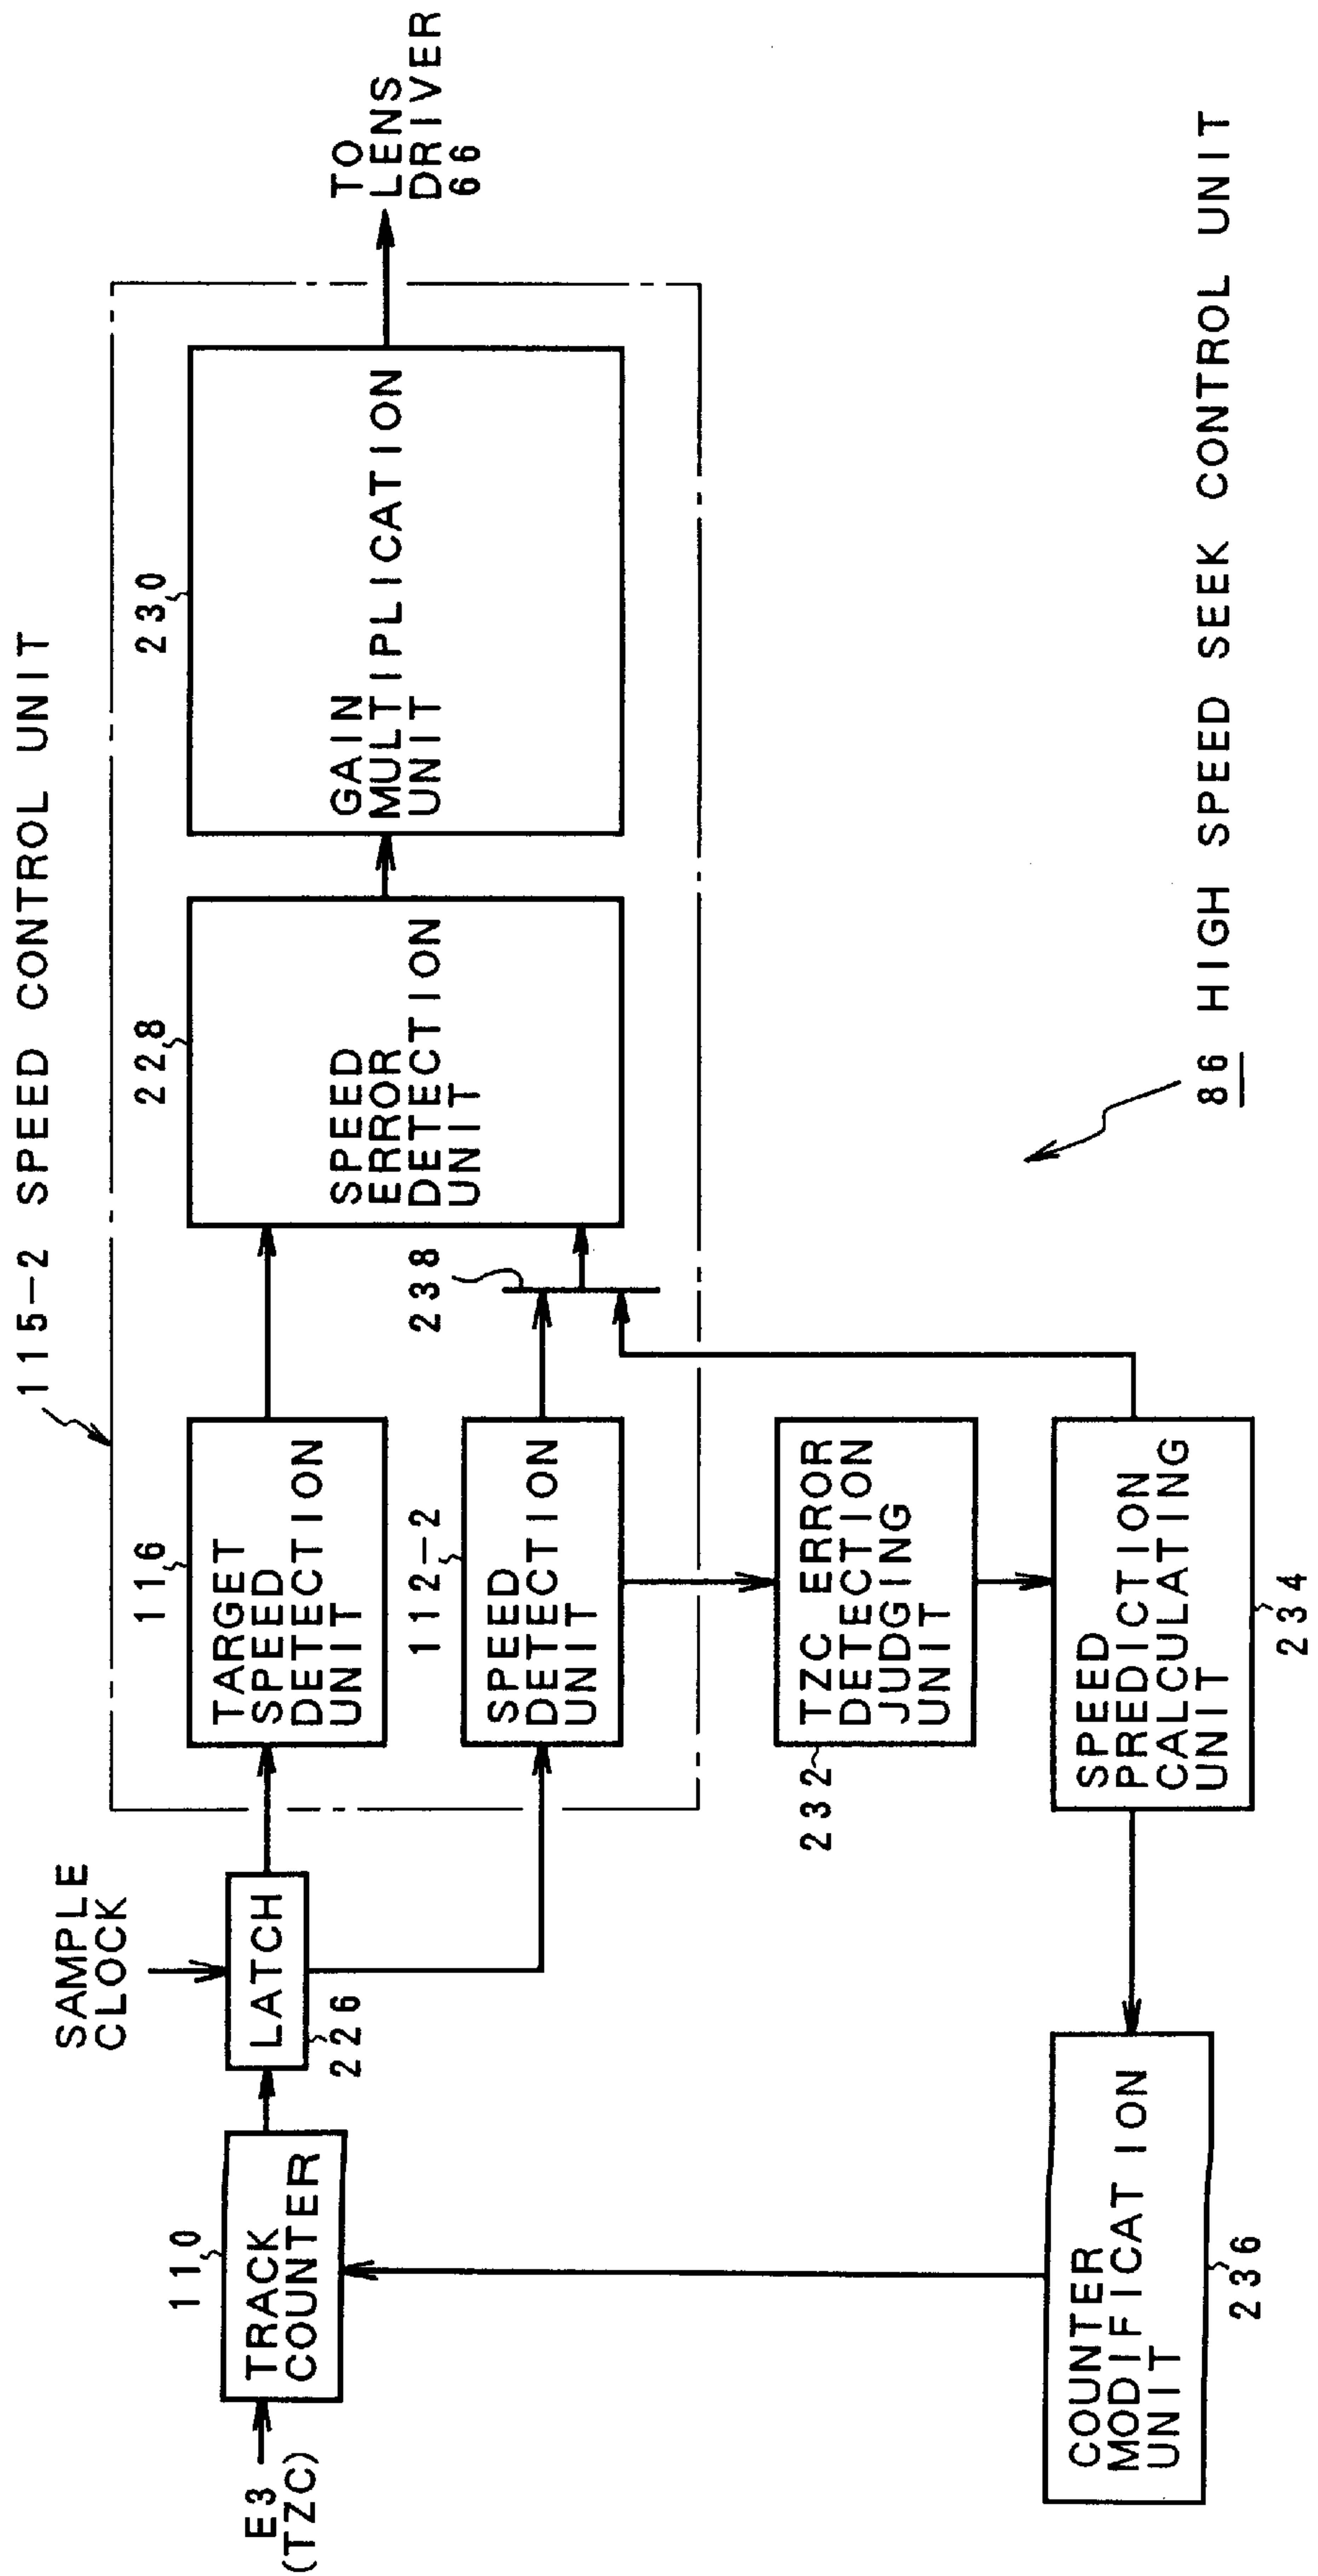 115-2 SPEED CONTROL UNIT
SAMPLE
CLOCK
E3
(TZC)
110
TRACK
COUNTER
LATCH
226
116
TARGET
SPEED
DETECTION
UNIT
112-2
SPEED
DETECTION
UNIT
238
228
SPEED
ERROR
DETECTION
UNIT
230
GAIN
MULTIPLICATION
UNIT
TO
LENS
DRIVER
66
232
TZC ERROR
DETECTION
JUDGING
UNIT
SPEED
PREDICTION
CALCULATING
UNIT
234
COUNTER
MODIFICATION
UNIT
236
86 HIGH SPEED SEEK CONTROL UNIT